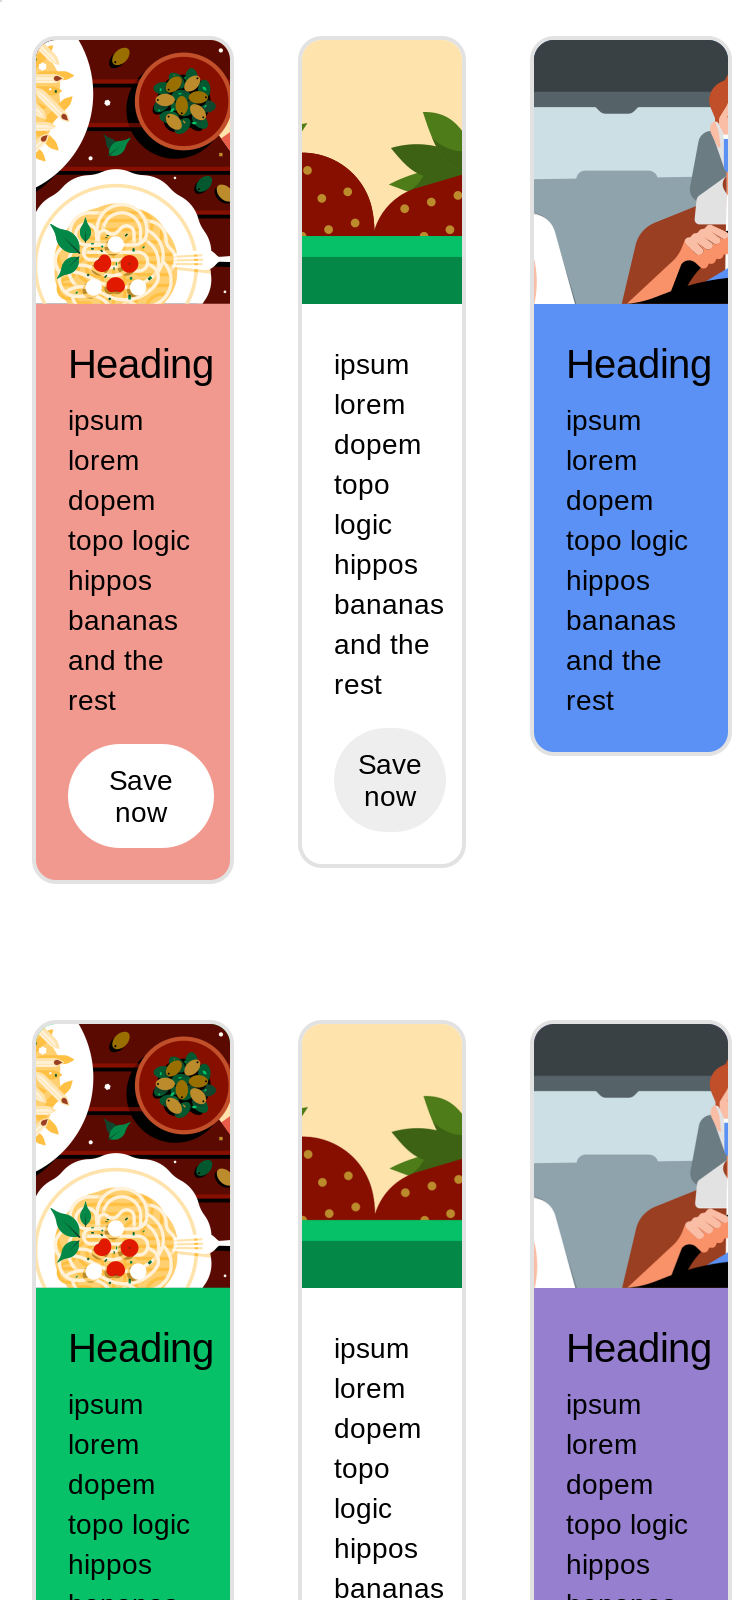 Heading
ipsum
lorem
dopem
topo logic
hippos
bananas
and the
rest
Save
now
ipsum
lorem
dopem
topo
logic
hippos
bananas
and the
rest
Save
now
Heading
ipsum
lorem
dopem
topo logic
hippos
bananas
and the
rest
Heading
ipsum
lorem
dopem
topo logic
hippos
bananas
ipsum
lorem
dopem
topo
logic
hippos
bananas
Heading
ipsum
lorem
dopem
topo logic
hippos
bananas